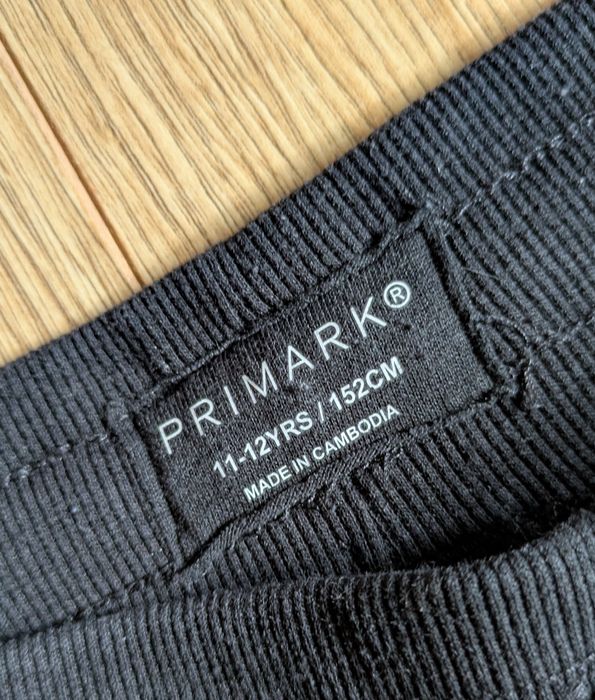 PRIMARK®
11-12YRS / 152CM
MADE IN CAMBODIA